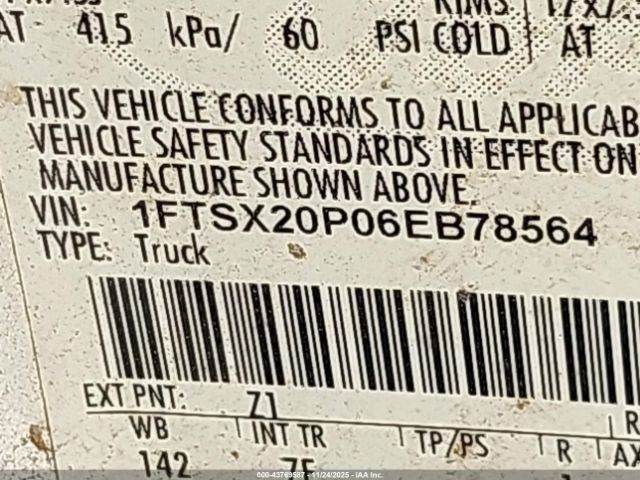 AT 415 kPa/ 60 PSI COLD AT
THIS VEHICLE CONFORMS TO ALL APPLICAB
VEHICLE SAFETY STANDARDS IN EFFECT ON
MANUFACTURE SHOWN ABOVE.
VIN: 1FTSX20P06EB78564
TYPE: Truck
EXT PNT: Z1
WB INT TR TP/PS R AX
142
000-43769587 - 11/24/2025 - IAA Inc.